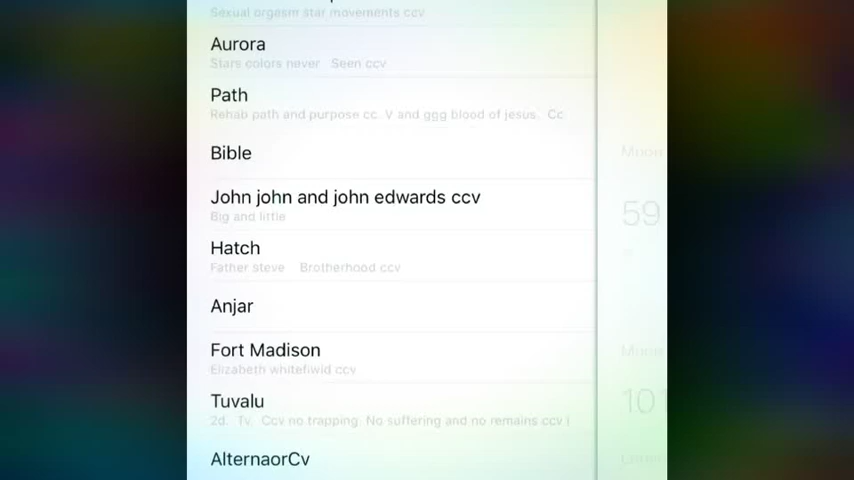 Sexual orgasm star movements ccv
Aurora
Stars colors never Seen ccv
Path
Rehab path and purpose cc. V and ggg blood of jesus. Cc
Bible
John john and john edwards ccv
Big and little
Hatch
Father steve Brotherhood ccv
Anjar
Fort Madison
Elizabeth whitefiwid ccv
Tuvalu
2d. Tv. Ccv no trapping. No suffering and no remains ccv I
AlternaorCv
Moon
59
Moon
101